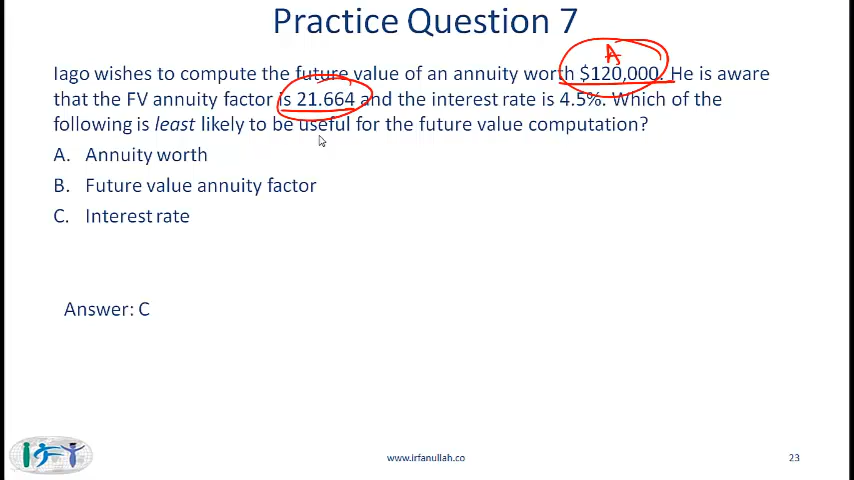 Practice Question 7
A
Iago wishes to compute the future value of an annuity worth $120,000. He is aware
that the FV annuity factor is 21.664 and the interest rate is 4.5%. Which of the
following is least likely to be useful for the future value computation?
A. Annuity worth
B. Future value annuity factor
C. Interest rate
Answer: C
www.irfanullah.co
23